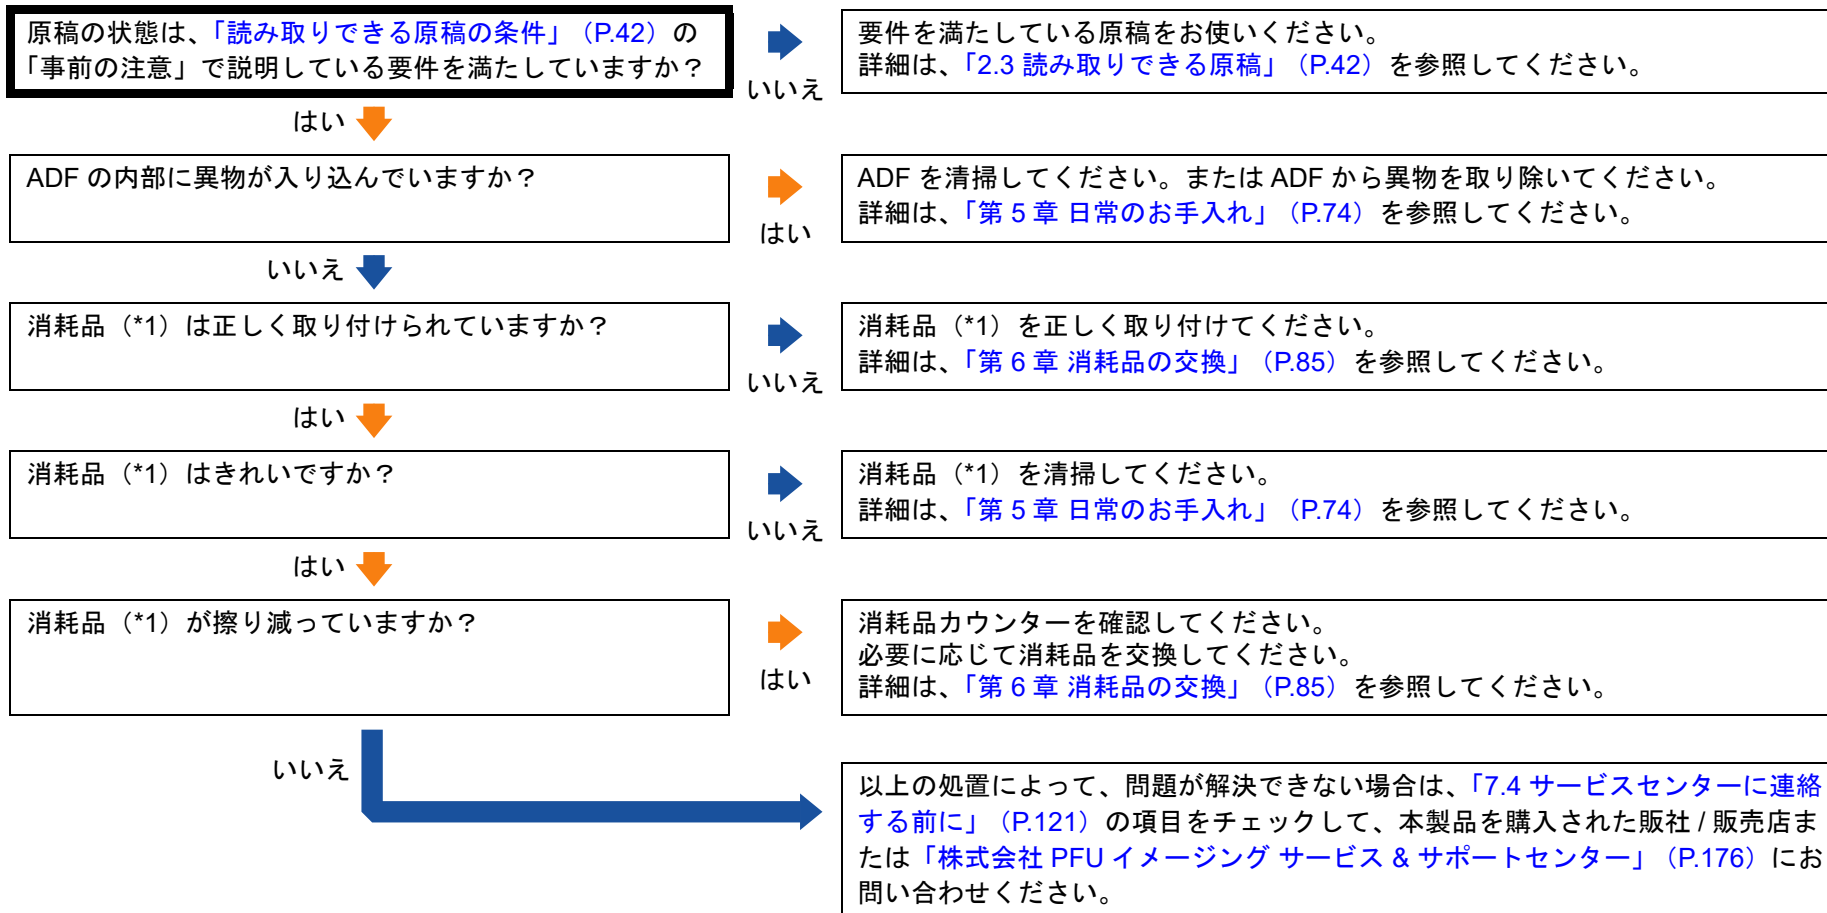 原稿の状態は、「読み取りできる原稿の条件」（P.42）の
「事前の注意」で説明している要件を満たしていますか？
いいえ
要件を満たしている原稿をお使いください。
詳細は、「2.3 読み取りできる原稿」（P.42）を参照してください。
はい
ADF の内部に異物が入り込んでいますか？
はい
ADF を清掃してください。または ADF から異物を取り除いてください。
詳細は、「第 5 章 日常のお手入れ」（P.74）を参照してください。
いいえ
消耗品（*1）は正しく取り付けられていますか？
いいえ
消耗品（*1）を正しく取り付けてください。
詳細は、「第 6 章 消耗品の交換」（P.85）を参照してください。
はい
消耗品（*1）はきれいですか？
いいえ
消耗品（*1）を清掃してください。
詳細は、「第 5 章 日常のお手入れ」（P.74）を参照してください。
はい
消耗品（*1）が擦り減っていますか？
はい
消耗品カウンターを確認してください。
必要に応じて消耗品を交換してください。
詳細は、「第 6 章 消耗品の交換」（P.85）を参照してください。
いいえ
以上の処置によって、問題が解決できない場合は、「7.4 サービスセンターに連絡
する前に」（P.121）の項目をチェックして、本製品を購入された販社 / 販売店ま
たは「株式会社 PFU イメージング サービス & サポートセンター」（P.176）にお
問い合わせください。